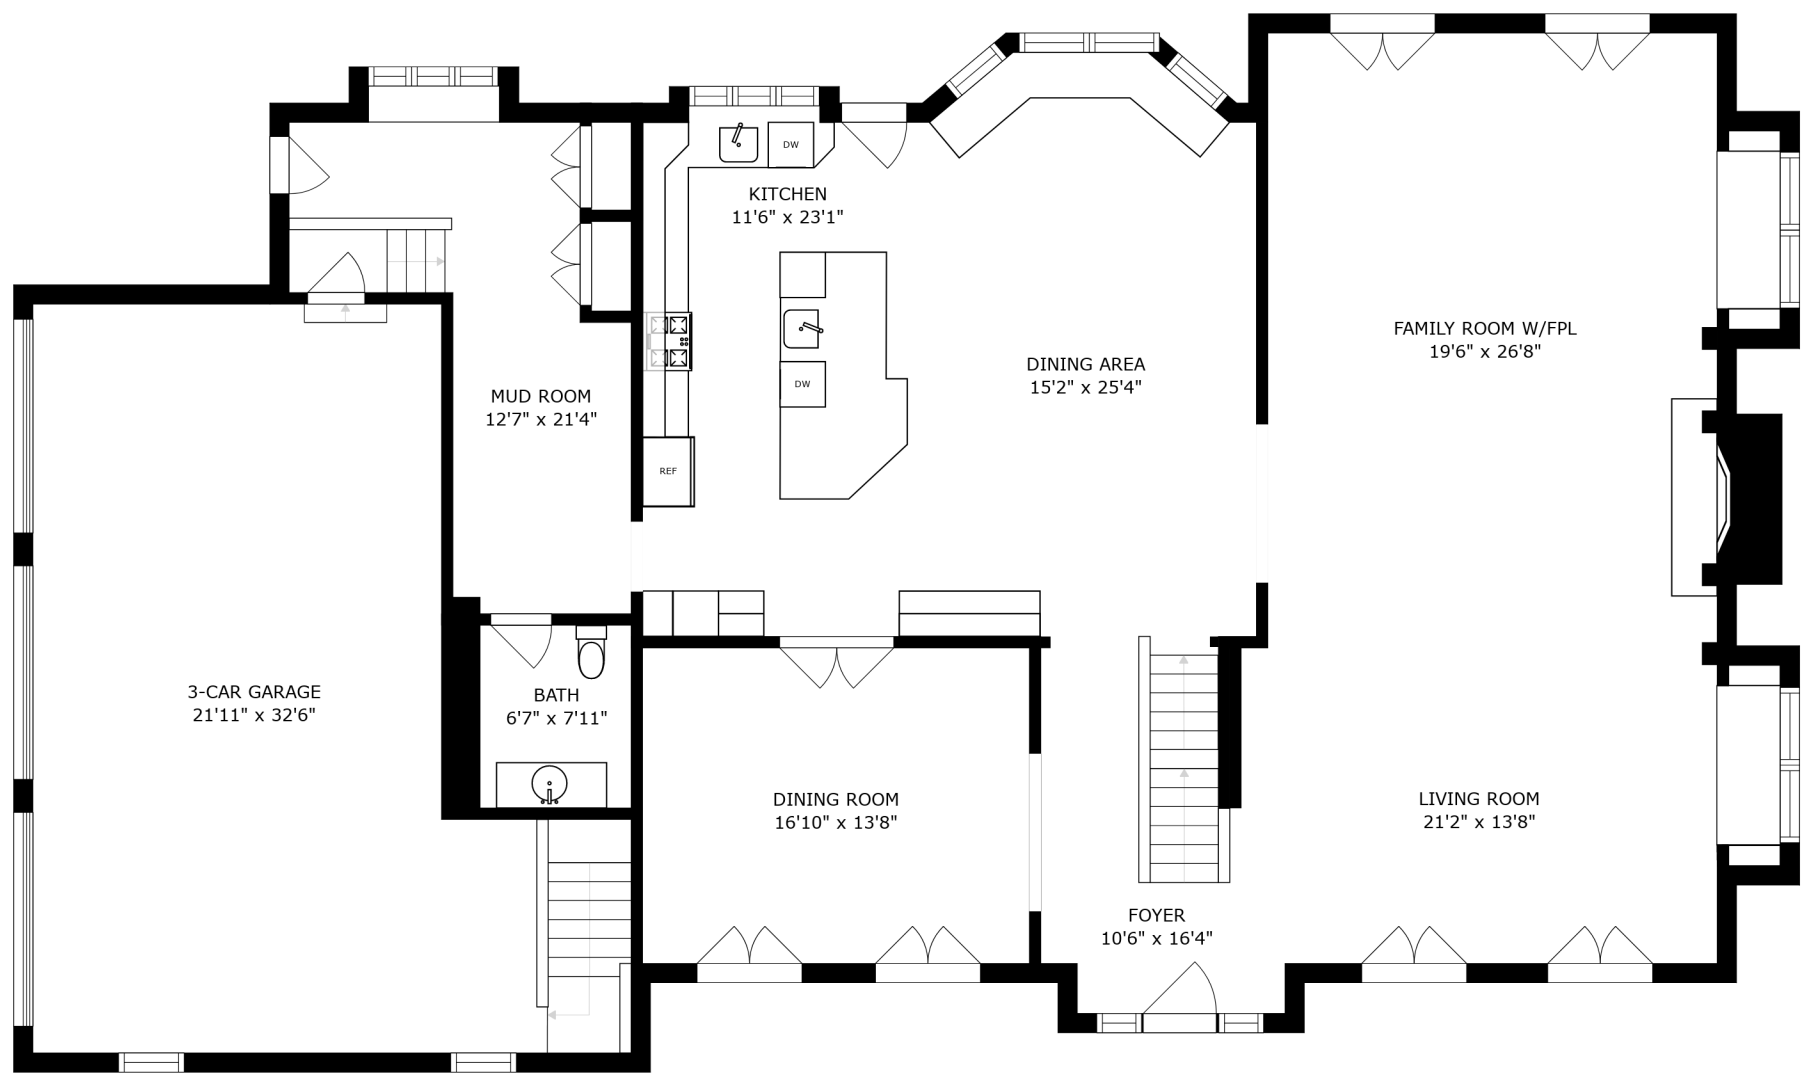 DW
KITCHEN
11'6" x 23'1"
FAMILY ROOM W/FPL
19'6" x 26'8"
DINING AREA
15'2" x 25'4"
DW
MUD ROOM
12'7" x 21'4"
REF
3-CAR GARAGE
21'11" x 32'6"
BATH
6'7" x 7'11"
DINING ROOM
16'10" x 13'8"
LIVING ROOM
21'2" x 13'8"
FOYER
10'6" x 16'4"